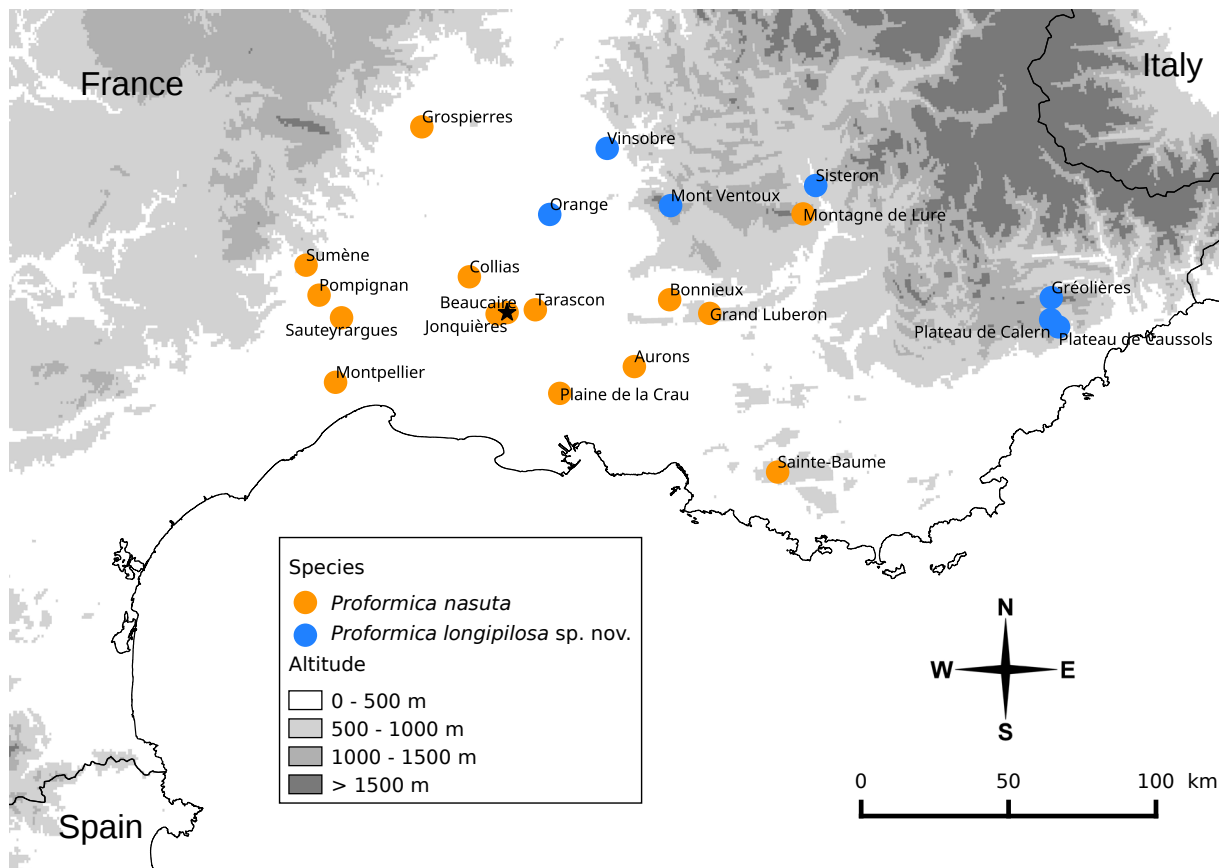 France
Italy
Grospierres
Vinsobre
Sisteron
Mont Ventoux
Orange
Montagne de Lure
Sumène
Collias
Pompignan
Bonnieux
Gréolières
Beaucaire
Tarascon
Grand Luberon
Sauteyrargues
Jonquières
Plateau de Calern
Plateau de Caussols
Aurons
Montpellier
Plaine de la Crau
Sainte-Baume
Species
Proformica nasuta
Proformica longipilosa sp. nov.
Altitude
0 - 500 m
500 - 1000 m
1000 - 1500 m
> 1500 m
N
W
E
S
0
50
100
km
Spain